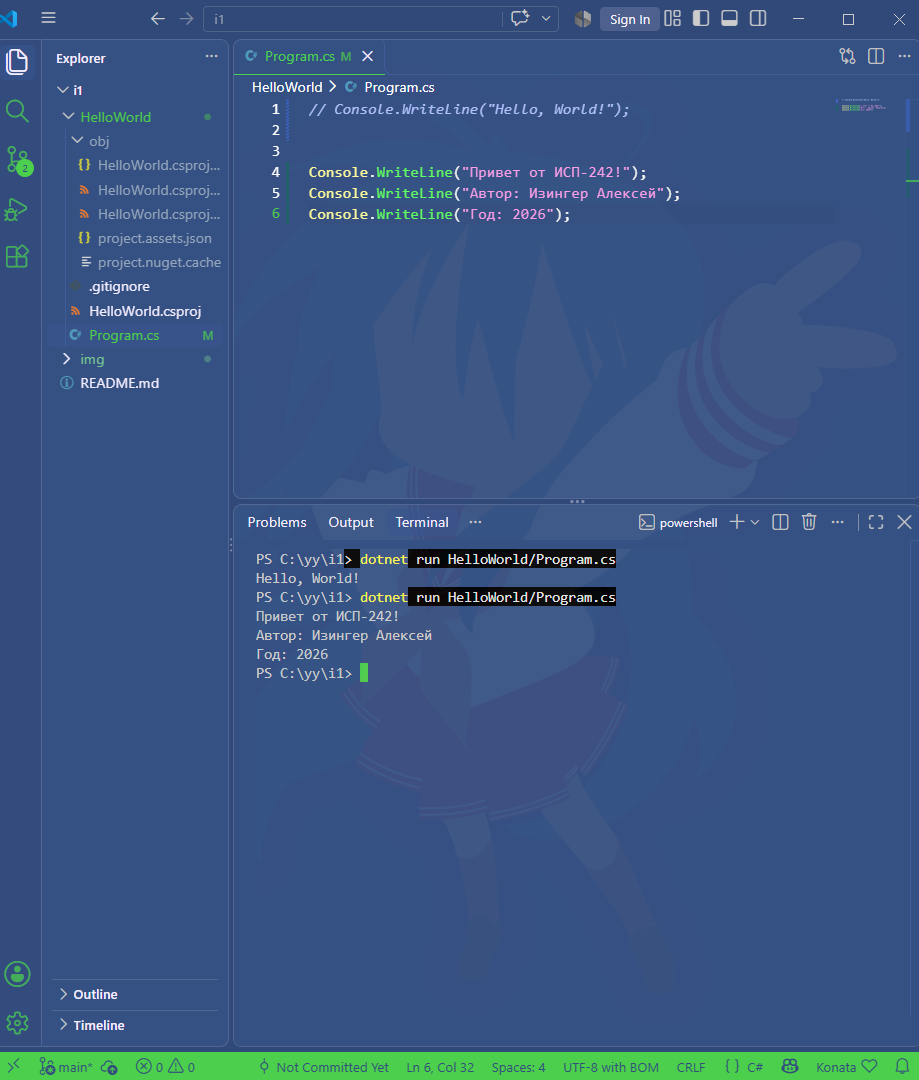 i1
Sign In
Explorer
i1
HelloWorld
obj
HelloWorld.csproj...
HelloWorld.csproj...
HelloWorld.csproj...
project.assets.json
project.nuget.cache
.gitignore
HelloWorld.csproj
Program.cs M
img
README.md
2
Outline
Timeline
Program.cs M
HelloWorld > Program.cs
1 // Console.WriteLine("Hello, World!");
2
3
4 Console.WriteLine("Привет от ИСП-242!");
5 Console.WriteLine("Автор: Изингер Алексей");
6 Console.WriteLine("Год: 2026");
Problems Output Terminal ... powershell
PS C:\yy\i1> dotnet run HelloWorld/Program.cs
Hello, World!
PS C:\yy\i1> dotnet run HelloWorld/Program.cs
Привет от ИСП-242!
Автор: Изингер Алексей
Год: 2026
PS C:\yy\i1>
main* 0 0 Not Committed Yet Ln 6, Col 32 Spaces: 4 UTF-8 with BOM CRLF {} C# Konata